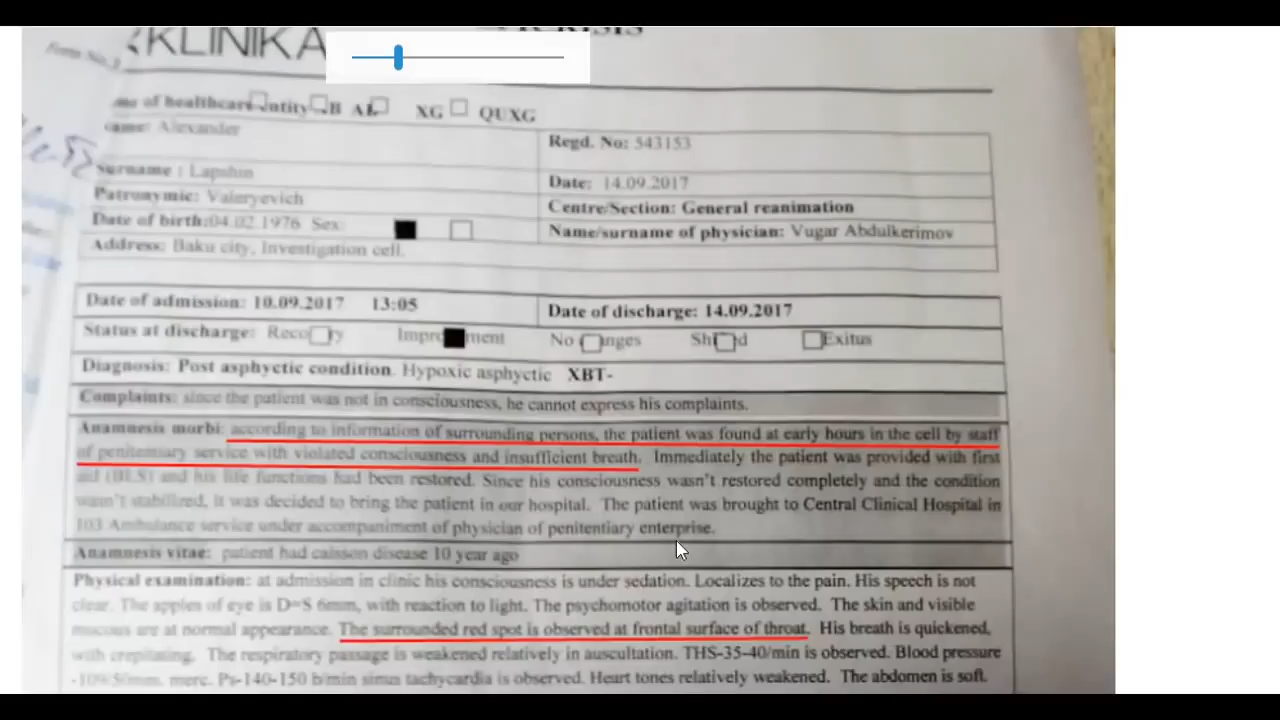 KLINIKA
Form No.
of healthcare entity B AL XG QUXG
Name: Alexander
Regd. No: 543153
Surname : Lapshin
Date: 14.09.2017
Patronymic: Valeryevich
Centre/Section: General reanimation
Date of birth:04.02.1976 Sex:
Name/surname of physician: Vugar Abdulkerimov
Address: Baku city, Investigation cell.
Date of admission: 10.09.2017 13:05
Date of discharge: 14.09.2017
Status at discharge: Recovery Improvement No Exitus
Diagnosis: Post asphyctic condition. Hypoxic asphyctic XBT-
Complaints: since the patient was not in consciousness, he cannot express his complaints.
Anamnesis morbi: according to information of surrounding persons, the patient was found at early hours in the cell by staff
of penitemiary service with violated consciousness and insufficient breath. Immediately the patient was provided with first
aid (BLS) and his life functions had been restored. Since his consciousness wasn't restored completely and the condition
wasn't stabilized, it was decided to bring the patient in our hospital. The patient was brought to Central Clinical Hospital in
103 Ambulance service under accompaniment of physician of penitentiary enterprise.
Anamnesis vitae: patient had caisson disease 10 year ago
Physical examination: at admission in clinic his consciousness is under sedation. Localizes to the pain. His speech is not
clear. The apples of eye is D=S 6mm, with reaction to light. The psychomotor agitation is observed. The skin and visible
mucous are at normal appearance. The surrounded red spot is observed at frontal surface of throat. His breath is quickened,
with crepitating. The respiratory passage is weakened relatively in auscultation. THS-35-40/min is observed. Blood pressure
merc. Ps-140-150 b/min sinus tachycardia is observed. Heart tones relatively weakened. The abdomen is soft.